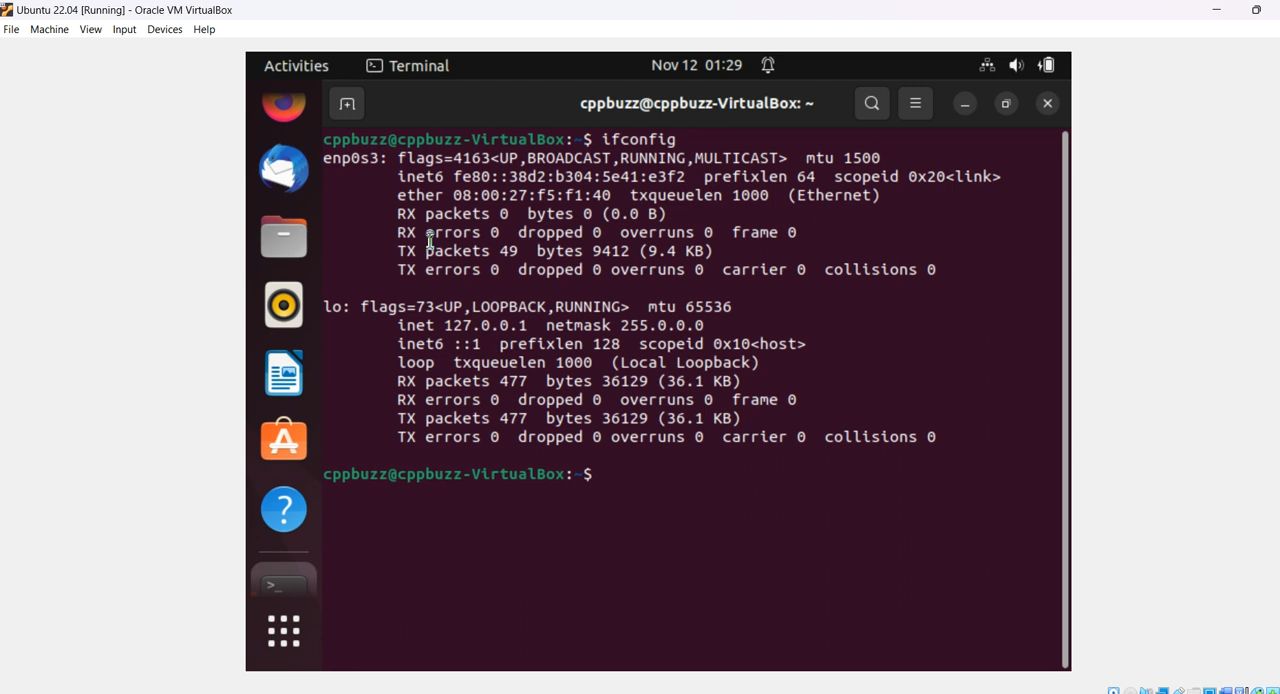 Ubuntu 22.04 [Running] - Oracle VM VirtualBox
File Machine View Input Devices Help
Activities Terminal Nov 12 01:29
cppbuzz@cppbuzz-VirtualBox: ~
cppbuzz@cppbuzz-VirtualBox:~$ ifconfig
enp0s3: flags=4163<UP,BROADCAST,RUNNING,MULTICAST>  mtu 1500
        inet6 fe80::38d2:b304:5e41:e3f2  prefixlen 64  scopeid 0x20<link>
        ether 08:00:27:f5:f1:40  txqueuelen 1000  (Ethernet)
        RX packets 0  bytes 0 (0.0 B)
        RX errors 0  dropped 0  overruns 0  frame 0
        TX packets 49  bytes 9412 (9.4 KB)
        TX errors 0  dropped 0 overruns 0  carrier 0  collisions 0
lo: flags=73<UP,LOOPBACK,RUNNING>  mtu 65536
        inet 127.0.0.1  netmask 255.0.0.0
        inet6 ::1  prefixlen 128  scopeid 0x10<host>
        loop  txqueuelen 1000  (Local Loopback)
        RX packets 477  bytes 36129 (36.1 KB)
        RX errors 0  dropped 0  overruns 0  frame 0
        TX packets 477  bytes 36129 (36.1 KB)
        TX errors 0  dropped 0 overruns 0  carrier 0  collisions 0
cppbuzz@cppbuzz-VirtualBox:~$